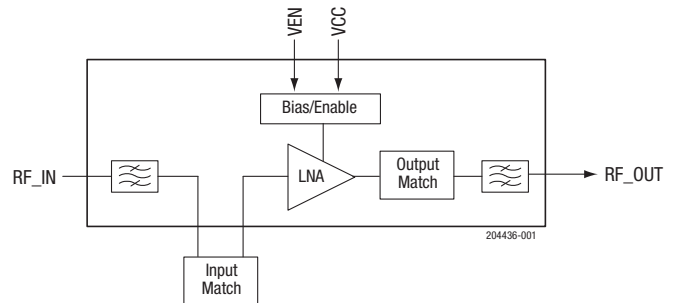 VEN
VCC
Bias/Enable
RF_IN
LNA
Output
Match
RF_OUT
204436-001
Input
Match